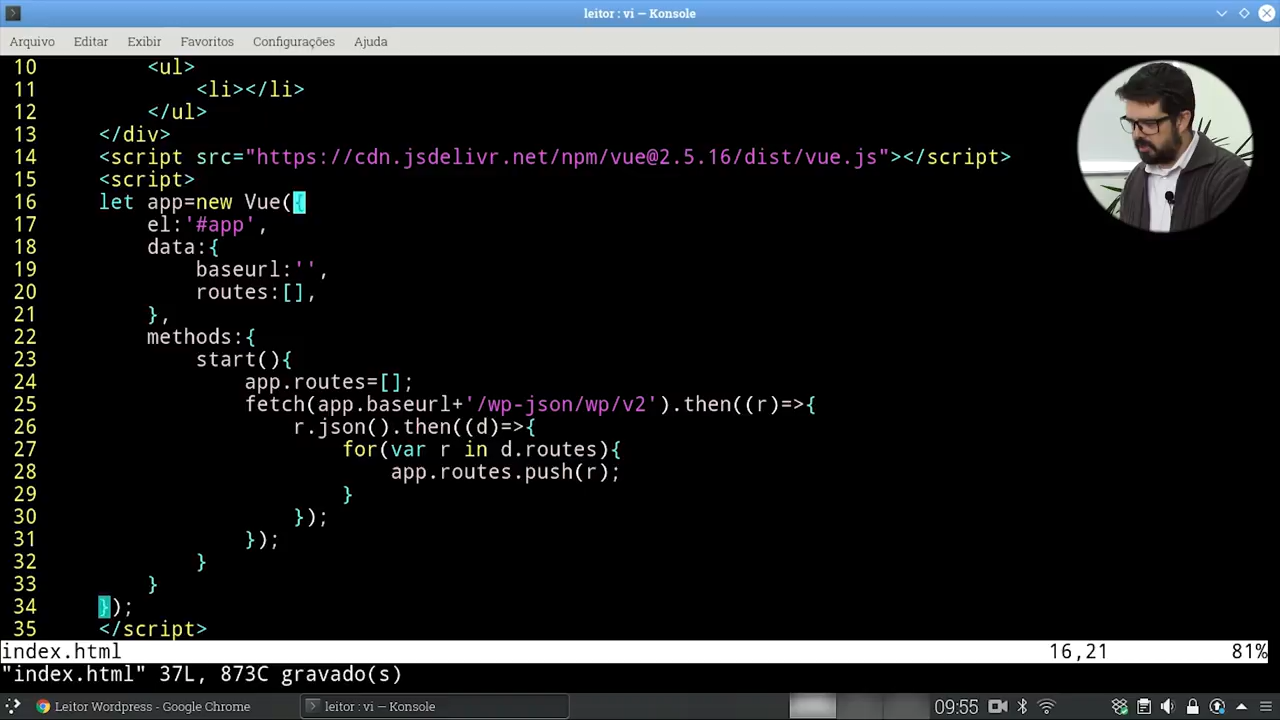 leitor : vi — Konsole
Arquivo Editar Exibir Favoritos Configurações Ajuda
10 <ul>
11 <li></li>
12 </ul>
13 </div>
14 <script src="https://cdn.jsdelivr.net/npm/vue@2.5.16/dist/vue.js"></script>
15 <script>
16 let app=new Vue({
17 el:'#app',
18 data:{
19 baseurl:'',
20 routes:[],
21 },
22 methods:{
23 start(){
24 app.routes=[];
25 fetch(app.baseurl+'/wp-json/wp/v2').then((r)=>{
26 r.json().then((d)=>{
27 for(var r in d.routes){
28 app.routes.push(r);
29 }
30 });
31 });
32 }
33 }
34 });
35 </script>
index.html 16,21 81%
"index.html" 37L, 873C gravado(s)
Leitor Wordpress - Google Chrome leitor : vi — Konsole 09:55